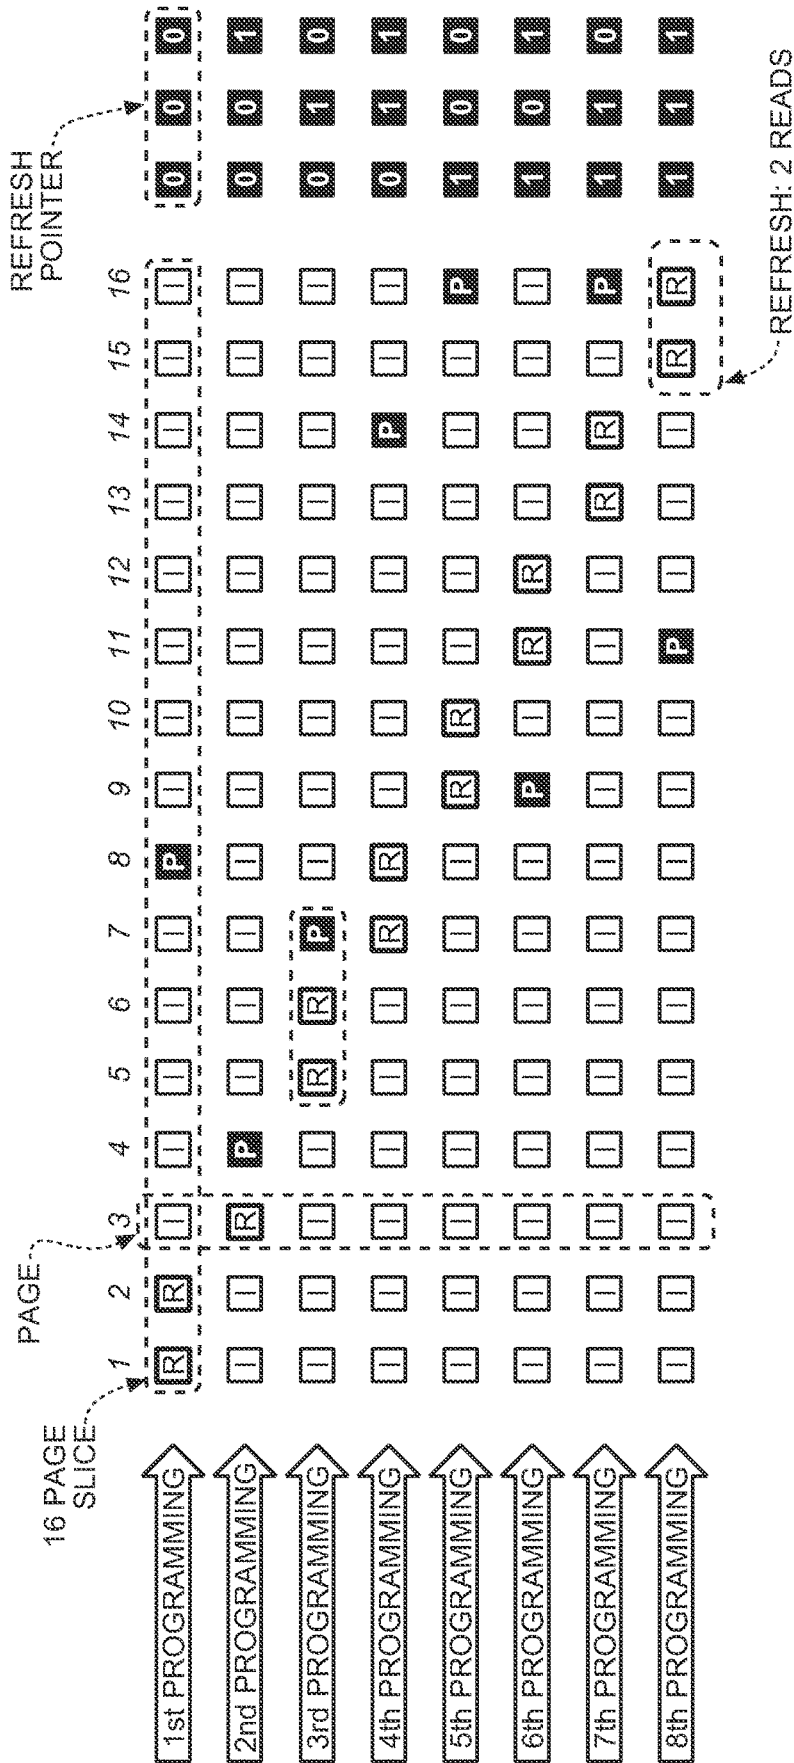 16 PAGE
SLICE
PAGE
REFRESH
POINTER
1 2 3 4 5 6 7 8 9 10 11 12 13 14 15 16
1st PROGRAMMING R R I I I I I P I I I I I I I I 0 0 0
2nd PROGRAMMING I I R P I I I I I I I I I I I I 0 0 1
3rd PROGRAMMING I I I I R R P I I I I I I I I I 0 1 0
4th PROGRAMMING I I I I I I R R I I I I I P I I 0 1 1
5th PROGRAMMING I I I I I I I I R R I I I I I P 1 0 0
6th PROGRAMMING I I I I I I I I P I R R I I I I 1 0 1
7th PROGRAMMING I I I I I I I I I I I I R R I P 1 1 0
8th PROGRAMMING I I I I I I I I I I P I I I R R 1 1 1
REFRESH: 2 READS